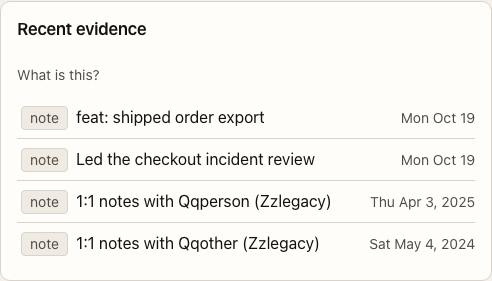 Recent evidence
What is this?
note feat: shipped order export Mon Oct 19
note Led the checkout incident review Mon Oct 19
note 1:1 notes with Qqperson (Zzlegacy) Thu Apr 3, 2025
note 1:1 notes with Qqother (Zzlegacy) Sat May 4, 2024